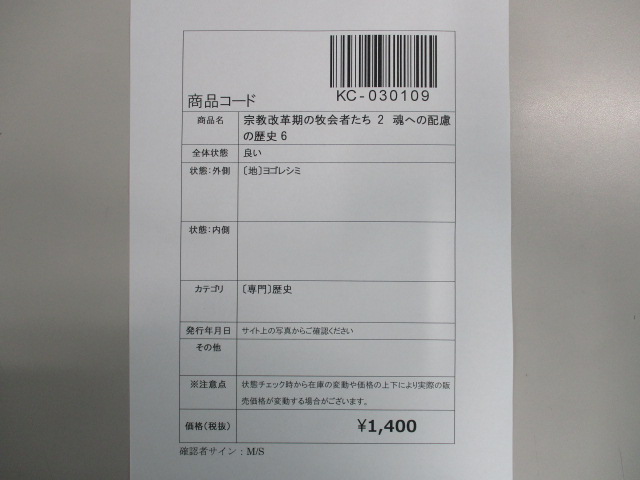 KC-030109
商品コード
商品名 宗教改革期の牧会者たち 2 魂への配慮
の歴史6
全体状態 良い
状態:外側 〔地〕ヨゴレシミ
状態:内側
カテゴリ 〔専門〕歴史
発行年月日 サイト上の写真からご確認ください
その他
※注意点 状態チェック時から在庫の変動や価格の上下により実際の販
売価格が変動する場合がございます。
価格(税抜) ¥1,400
確認者サイン:M/S